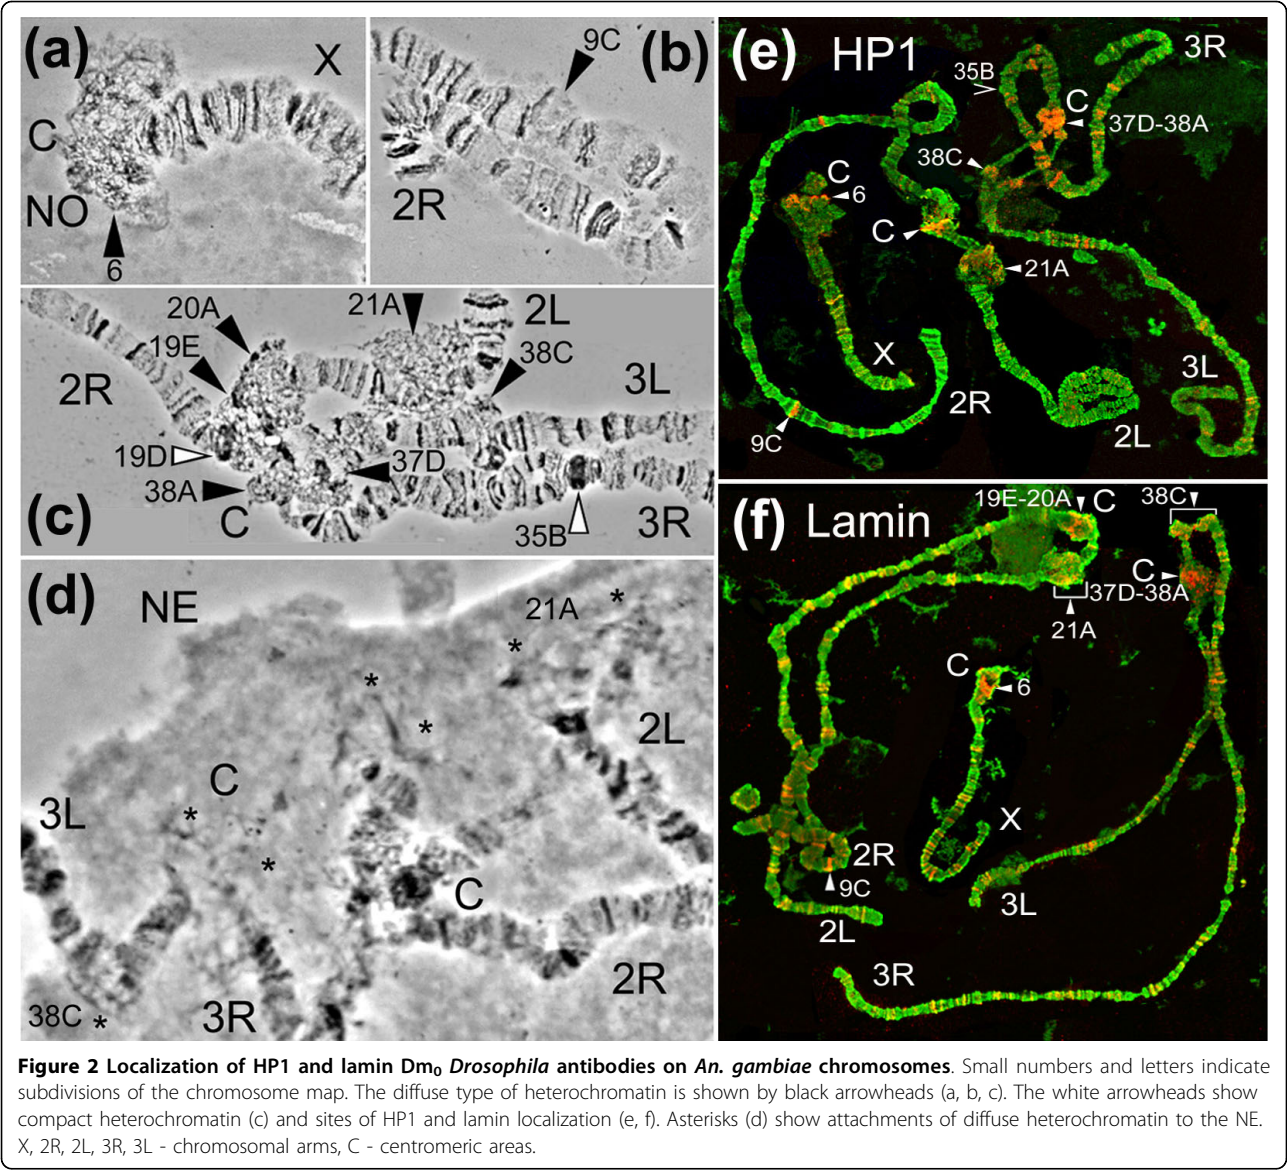 (a)
X
C
NO
6
9C
(b)
2R
20A
21A
2L
19E
38C
2R
3L
19D
37D
38A
(c)
C
35B
3R
(d)
NE
21A
*
*
*
*
2L
C
3L
*
*
C
38C *
3R
2R
(e)
HP1
3R
35B
C
37D-38A
38C
C
6
C
21A
X
3L
2R
9C
2L
(f)
Lamin
19E-20A
C
38C
C
37D-38A
21A
C
6
X
2R
9C
3L
2L
3R
Figure 2 Localization of HP1 and lamin Dm₀ Drosophila antibodies on An. gambiae chromosomes. Small numbers and letters indicate
subdivisions of the chromosome map. The diffuse type of heterochromatin is shown by black arrowheads (a, b, c). The white arrowheads show
compact heterochromatin (c) and sites of HP1 and lamin localization (e, f). Asterisks (d) show attachments of diffuse heterochromatin to the NE.
X, 2R, 2L, 3R, 3L - chromosomal arms, C - centromeric areas.